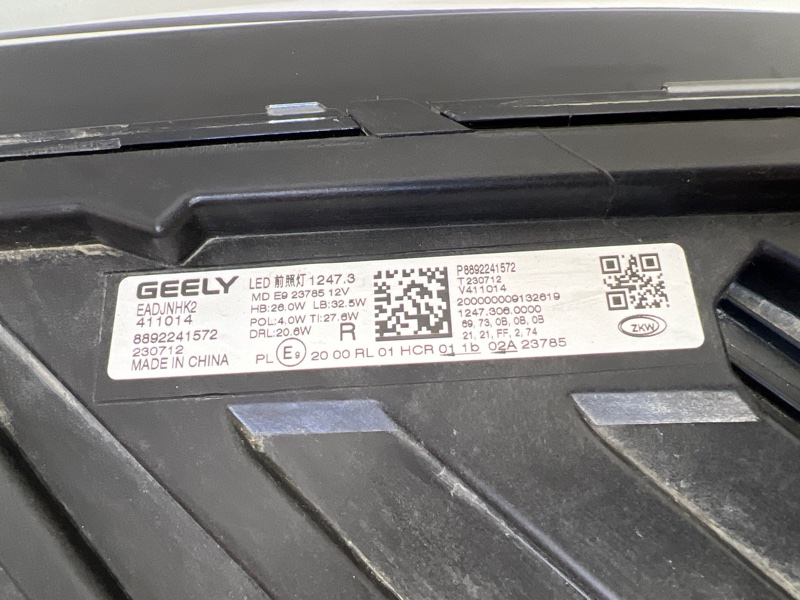 GEELY
EADJNHK2
411014
8892241572
230712
MADE IN CHINA
LED 前照灯 1247.3
MD E9 23785 12V
HB:26.0W LB:32.5W
POL:4.0W TI:27.6W
DRL:20.6W
R
PL E9 20 00 RL 01 HCR 01 1b 02A 23785
P8892241572
T230712
V411014
200000009132619
1247.306.0000
69, 73, 0B, 0B, 0B
21, 21, FF, 2, 74
ZKW